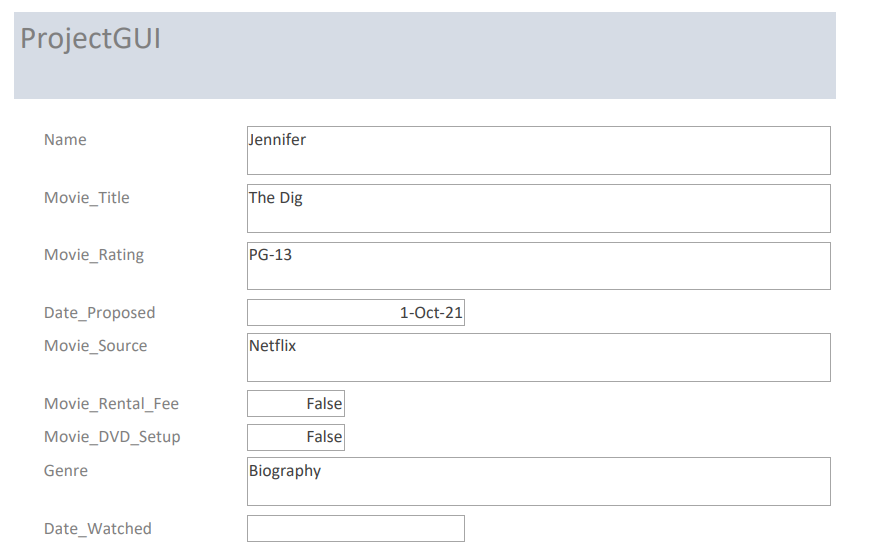 ProjectGUI
Name Jennifer
Movie_Title The Dig
Movie_Rating PG-13
Date_Proposed 1-Oct-21
Movie_Source Netflix
Movie_Rental_Fee False
Movie_DVD_Setup False
Genre Biography
Date_Watched